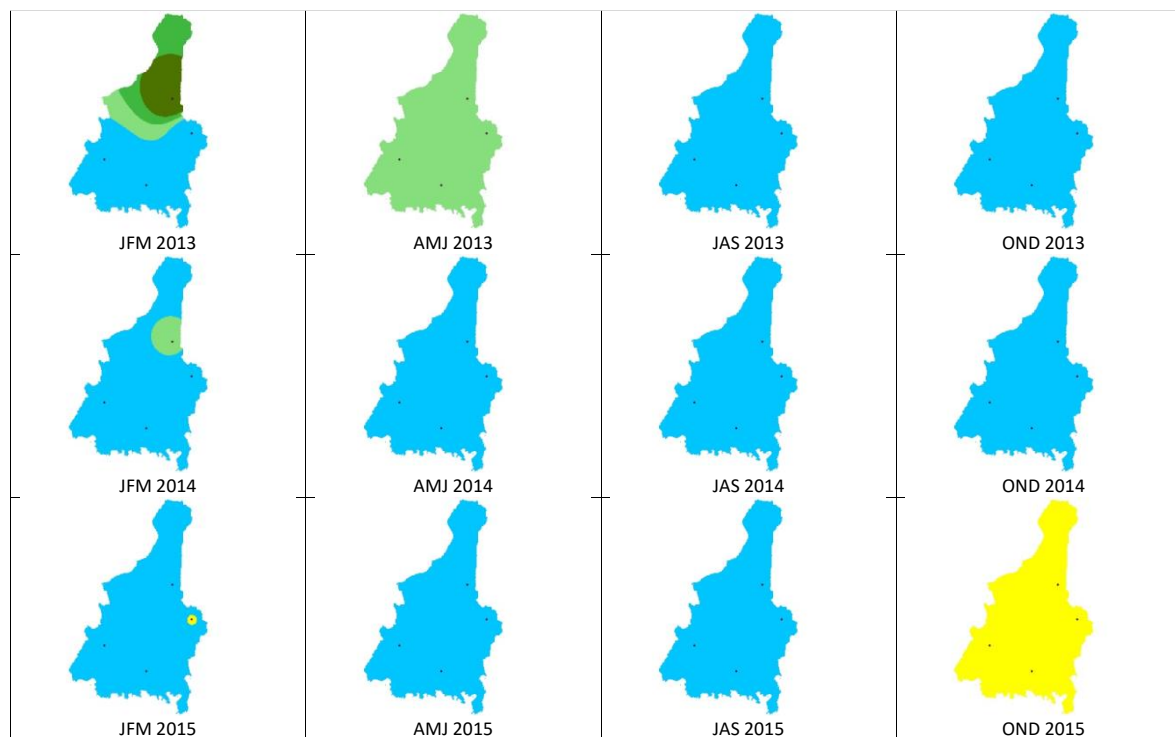 JFM 2013
AMJ 2013
JAS 2013
OND 2013
JFM 2014
AMJ 2014
JAS 2014
OND 2014
JFM 2015
AMJ 2015
JAS 2015
OND 2015